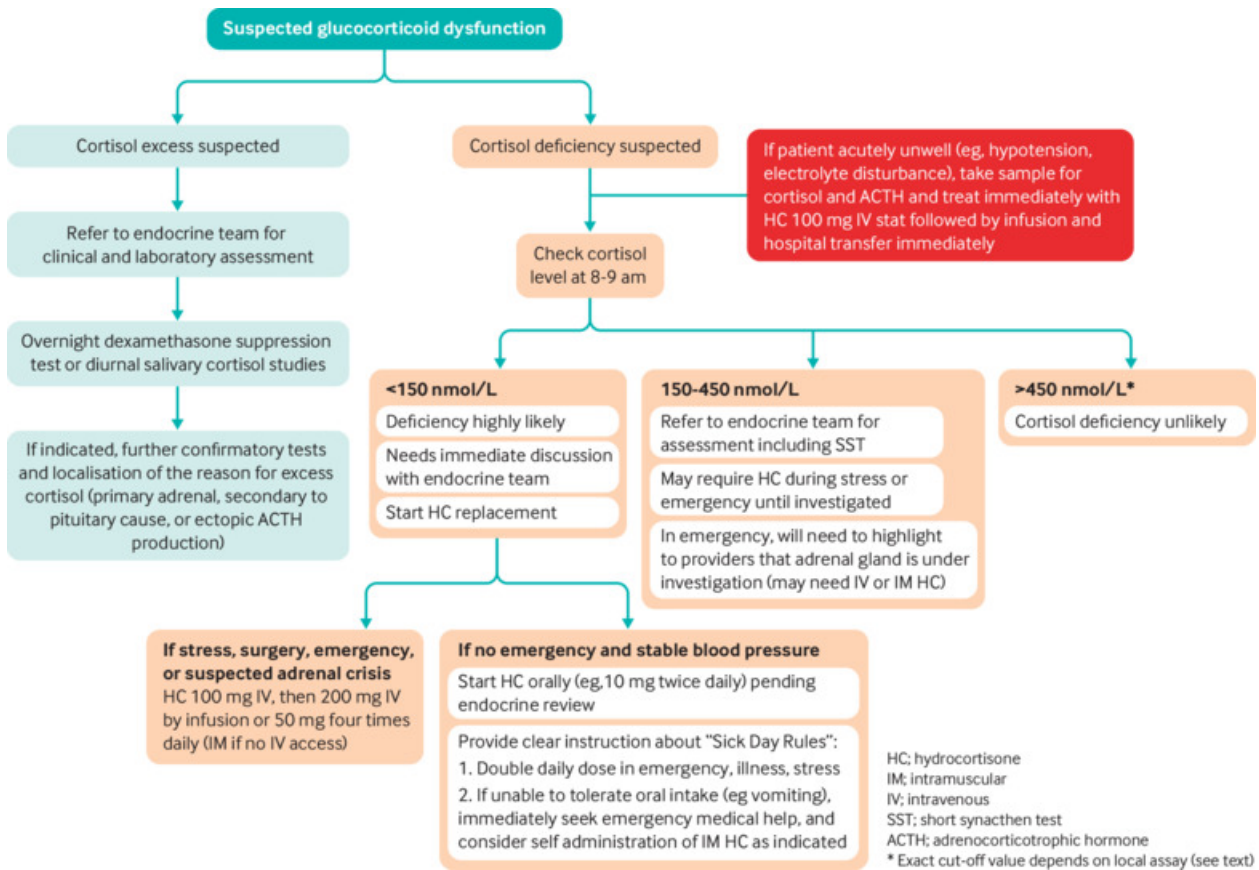 Suspected glucocorticoid dysfunction
Cortisol excess suspected
Refer to endocrine team for
clinical and laboratory assessment
Overnight dexamethasone suppression
test or diurnal salivary cortisol studies
If indicated, further confirmatory tests
and localisation of the reason for excess
cortisol (primary adrenal, secondary to
pituitary cause, or ectopic ACTH
production)
Cortisol deficiency suspected
If patient acutely unwell (eg, hypotension,
electrolyte disturbance), take sample for
cortisol and ACTH and treat immediately with
HC 100 mg IV stat followed by infusion and
hospital transfer immediately
Check cortisol
level at 8-9 am
<150 nmol/L
Deficiency highly likely
Needs immediate discussion
with endocrine team
Start HC replacement
150-450 nmol/L
Refer to endocrine team for
assessment including SST
May require HC during stress or
emergency until investigated
In emergency, will need to highlight
to providers that adrenal gland is under
investigation (may need IV or IM HC)
>450 nmol/L*
Cortisol deficiency unlikely
If stress, surgery, emergency,
or suspected adrenal crisis
HC 100 mg IV, then 200 mg IV
by infusion or 50 mg four times
daily (IM if no IV access)
If no emergency and stable blood pressure
Start HC orally (eg,10 mg twice daily) pending
endocrine review
Provide clear instruction about "Sick Day Rules":
1. Double daily dose in emergency, illness, stress
2. If unable to tolerate oral intake (eg vomiting),
immediately seek emergency medical help, and
consider self administration of IM HC as indicated
HC; hydrocortisone
IM; intramuscular
IV; intravenous
SST; short synacthen test
ACTH; adrenocorticotrophic hormone
* Exact cut-off value depends on local assay (see text)